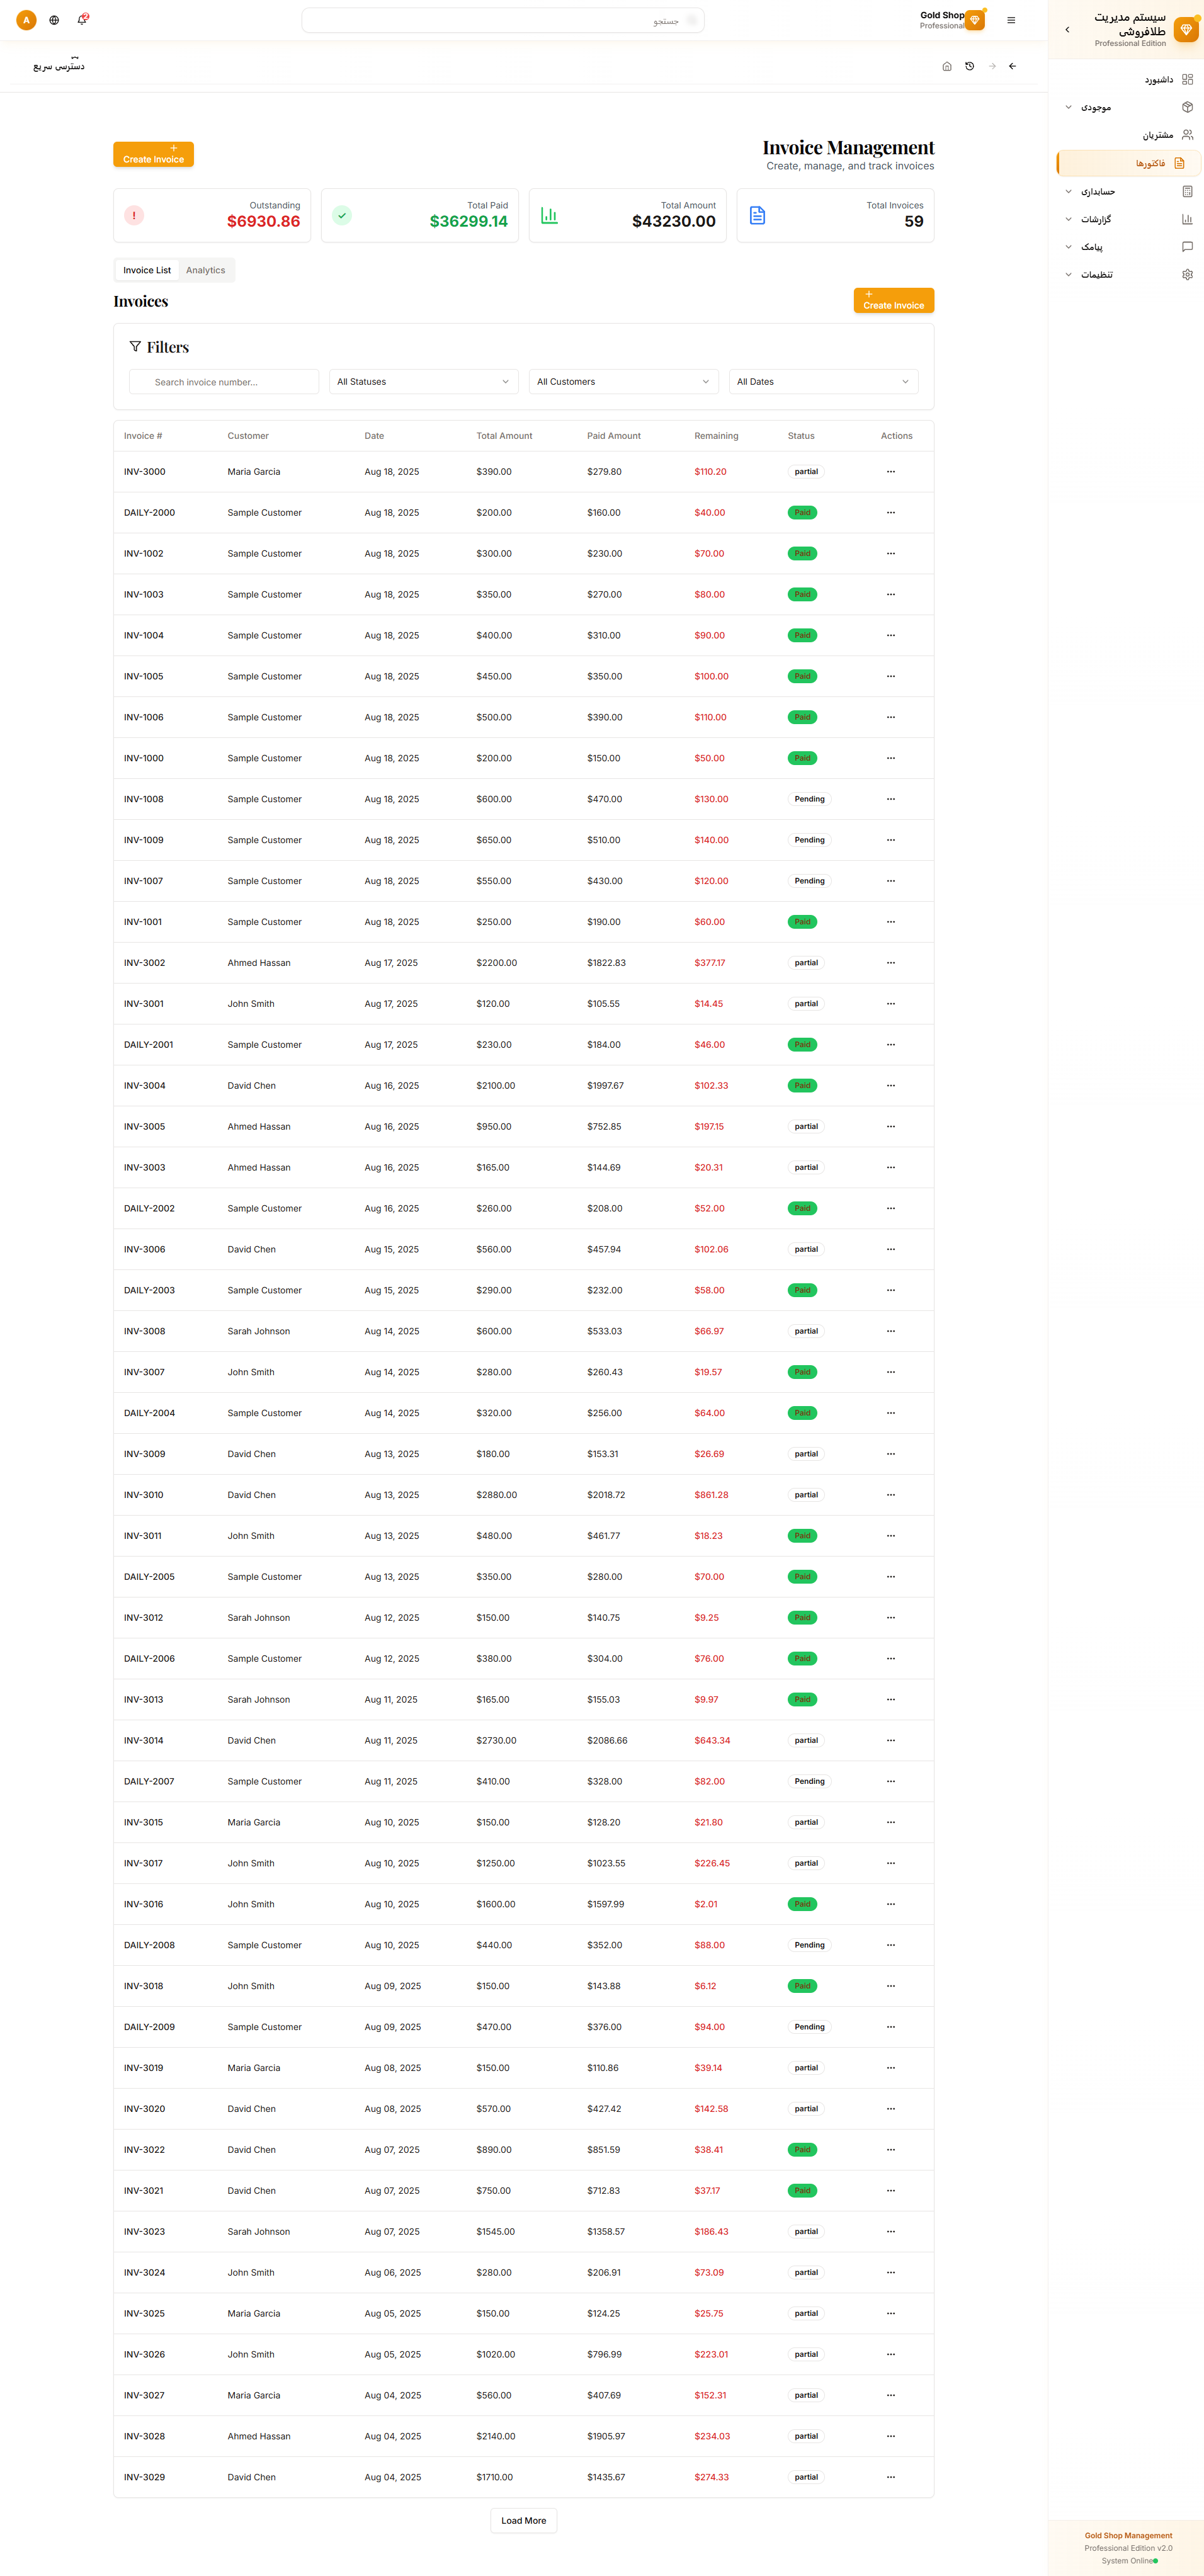 A
2
جستجو
Gold Shop
Professional
سیستم مدیریت
طلافروشی
Professional Edition
دسترسی سریع
داشبورد
موجودی
مشتریان
فاکتورها
حسابداری
گزارشات
پیامک
تنظیمات
Create Invoice
Invoice Management
Create, manage, and track invoices
Outstanding
$6930.86
Total Paid
$36299.14
Total Amount
$43230.00
Total Invoices
59
Invoice List Analytics
Invoices
Create Invoice
Filters
Search invoice number... All Statuses All Customers All Dates
Invoice # Customer Date Total Amount Paid Amount Remaining Status Actions
INV-3000 Maria Garcia Aug 18, 2025 $390.00 $279.80 $110.20 partial
DAILY-2000 Sample Customer Aug 18, 2025 $200.00 $160.00 $40.00 Paid
INV-1002 Sample Customer Aug 18, 2025 $300.00 $230.00 $70.00 Paid
INV-1003 Sample Customer Aug 18, 2025 $350.00 $270.00 $80.00 Paid
INV-1004 Sample Customer Aug 18, 2025 $400.00 $310.00 $90.00 Paid
INV-1005 Sample Customer Aug 18, 2025 $450.00 $350.00 $100.00 Paid
INV-1006 Sample Customer Aug 18, 2025 $500.00 $390.00 $110.00 Paid
INV-1000 Sample Customer Aug 18, 2025 $200.00 $150.00 $50.00 Paid
INV-1008 Sample Customer Aug 18, 2025 $600.00 $470.00 $130.00 Pending
INV-1009 Sample Customer Aug 18, 2025 $650.00 $510.00 $140.00 Pending
INV-1007 Sample Customer Aug 18, 2025 $550.00 $430.00 $120.00 Pending
INV-1001 Sample Customer Aug 18, 2025 $250.00 $190.00 $60.00 Paid
INV-3002 Ahmed Hassan Aug 17, 2025 $2200.00 $1822.83 $377.17 partial
INV-3001 John Smith Aug 17, 2025 $120.00 $105.55 $14.45 partial
DAILY-2001 Sample Customer Aug 17, 2025 $230.00 $184.00 $46.00 Paid
INV-3004 David Chen Aug 16, 2025 $2100.00 $1997.67 $102.33 Paid
INV-3005 Ahmed Hassan Aug 16, 2025 $950.00 $752.85 $197.15 partial
INV-3003 Ahmed Hassan Aug 16, 2025 $165.00 $144.69 $20.31 partial
DAILY-2002 Sample Customer Aug 16, 2025 $260.00 $208.00 $52.00 Paid
INV-3006 David Chen Aug 15, 2025 $560.00 $457.94 $102.06 partial
DAILY-2003 Sample Customer Aug 15, 2025 $290.00 $232.00 $58.00 Paid
INV-3008 Sarah Johnson Aug 14, 2025 $600.00 $533.03 $66.97 partial
INV-3007 John Smith Aug 14, 2025 $280.00 $260.43 $19.57 Paid
DAILY-2004 Sample Customer Aug 14, 2025 $320.00 $256.00 $64.00 Paid
INV-3009 David Chen Aug 13, 2025 $180.00 $153.31 $26.69 partial
INV-3010 David Chen Aug 13, 2025 $2880.00 $2018.72 $861.28 partial
INV-3011 John Smith Aug 13, 2025 $480.00 $461.77 $18.23 Paid
DAILY-2005 Sample Customer Aug 13, 2025 $350.00 $280.00 $70.00 Paid
INV-3012 Sarah Johnson Aug 12, 2025 $150.00 $140.75 $9.25 Paid
DAILY-2006 Sample Customer Aug 12, 2025 $380.00 $304.00 $76.00 Paid
INV-3013 Sarah Johnson Aug 11, 2025 $165.00 $155.03 $9.97 Paid
INV-3014 David Chen Aug 11, 2025 $2730.00 $2086.66 $643.34 partial
DAILY-2007 Sample Customer Aug 11, 2025 $410.00 $328.00 $82.00 Pending
INV-3015 Maria Garcia Aug 10, 2025 $150.00 $128.20 $21.80 partial
INV-3017 John Smith Aug 10, 2025 $1250.00 $1023.55 $226.45 partial
INV-3016 John Smith Aug 10, 2025 $1600.00 $1597.99 $2.01 Paid
DAILY-2008 Sample Customer Aug 10, 2025 $440.00 $352.00 $88.00 Pending
INV-3018 John Smith Aug 09, 2025 $150.00 $143.88 $6.12 Paid
DAILY-2009 Sample Customer Aug 09, 2025 $470.00 $376.00 $94.00 Pending
INV-3019 Maria Garcia Aug 08, 2025 $150.00 $110.86 $39.14 partial
INV-3020 David Chen Aug 08, 2025 $570.00 $427.42 $142.58 partial
INV-3022 David Chen Aug 07, 2025 $890.00 $851.59 $38.41 Paid
INV-3021 David Chen Aug 07, 2025 $750.00 $712.83 $37.17 Paid
INV-3023 Sarah Johnson Aug 07, 2025 $1545.00 $1358.57 $186.43 partial
INV-3024 John Smith Aug 06, 2025 $280.00 $206.91 $73.09 partial
INV-3025 Maria Garcia Aug 05, 2025 $150.00 $124.25 $25.75 partial
INV-3026 John Smith Aug 05, 2025 $1020.00 $796.99 $223.01 partial
INV-3027 Maria Garcia Aug 04, 2025 $560.00 $407.69 $152.31 partial
INV-3028 Ahmed Hassan Aug 04, 2025 $2140.00 $1905.97 $234.03 partial
INV-3029 David Chen Aug 04, 2025 $1710.00 $1435.67 $274.33 partial
Load More
Gold Shop Management
Professional Edition v2.0
System Online